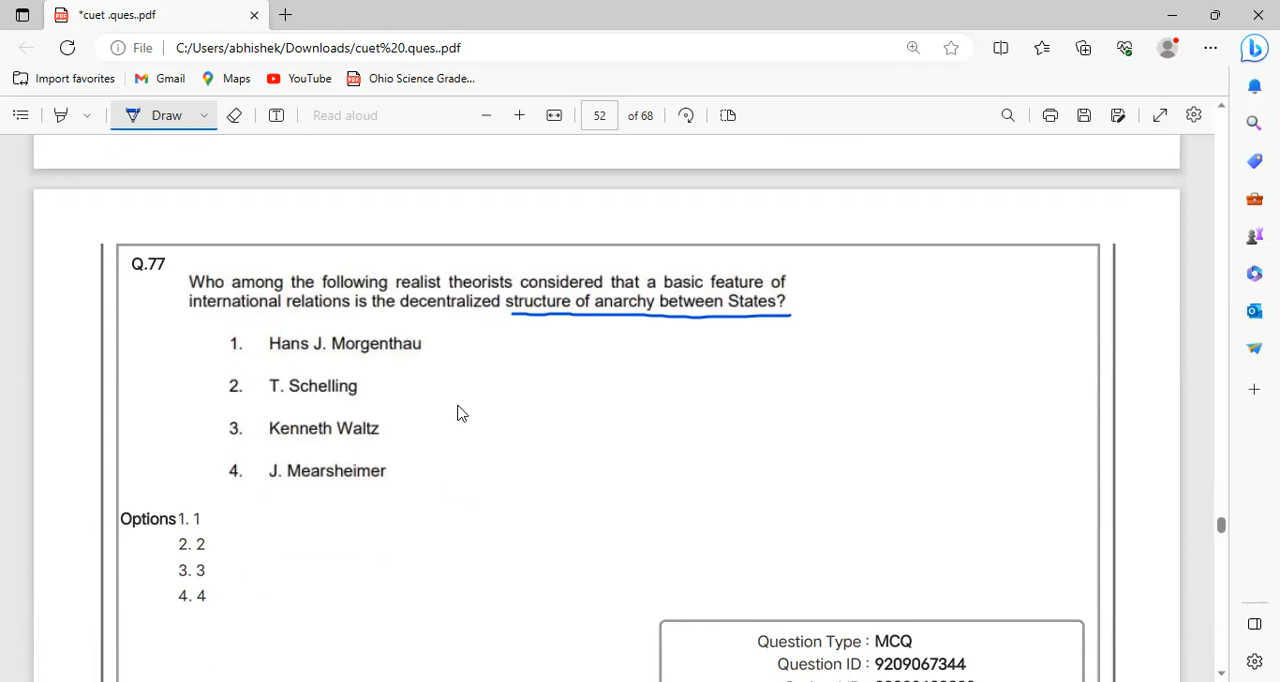 *cuet .ques..pdf
File
C:/Users/abhishek/Downloads/cuet%20.ques..pdf
Import favorites
Gmail
Maps
YouTube
Ohio Science Grade...
Draw
Read aloud
52 of 68
Q.77
Who among the following realist theorists considered that a basic feature of
international relations is the decentralized structure of anarchy between States?
1. Hans J. Morgenthau
2. T. Schelling
3. Kenneth Waltz
4. J. Mearsheimer
Options 1. 1
2. 2
3. 3
4. 4
Question Type : MCQ
Question ID : 9209067344